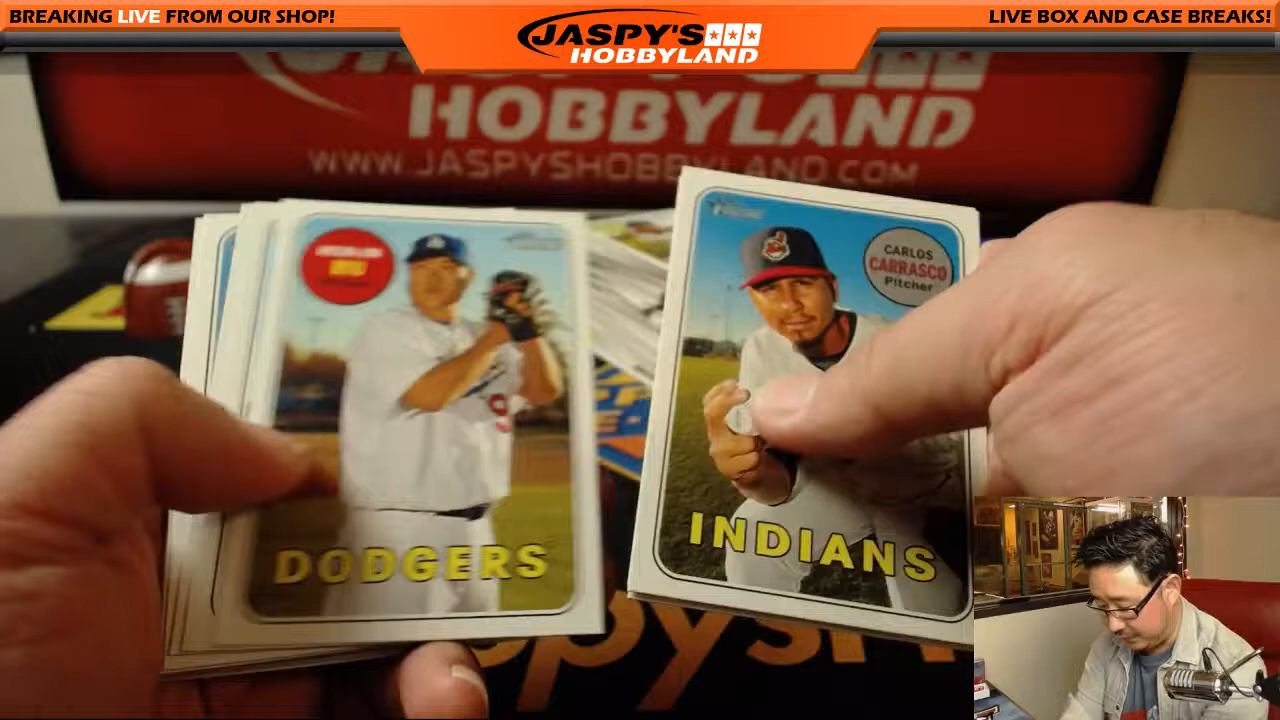 BREAKING LIVE FROM OUR SHOP!
JASPY'S
HOBBYLAND
LIVE BOX AND CASE BREAKS!
HOBBYLAND
WWW.JASPYSHOBBYLAND.COM
CARLOS
CARRASCO
Pitcher
INDIANS
DODGERS